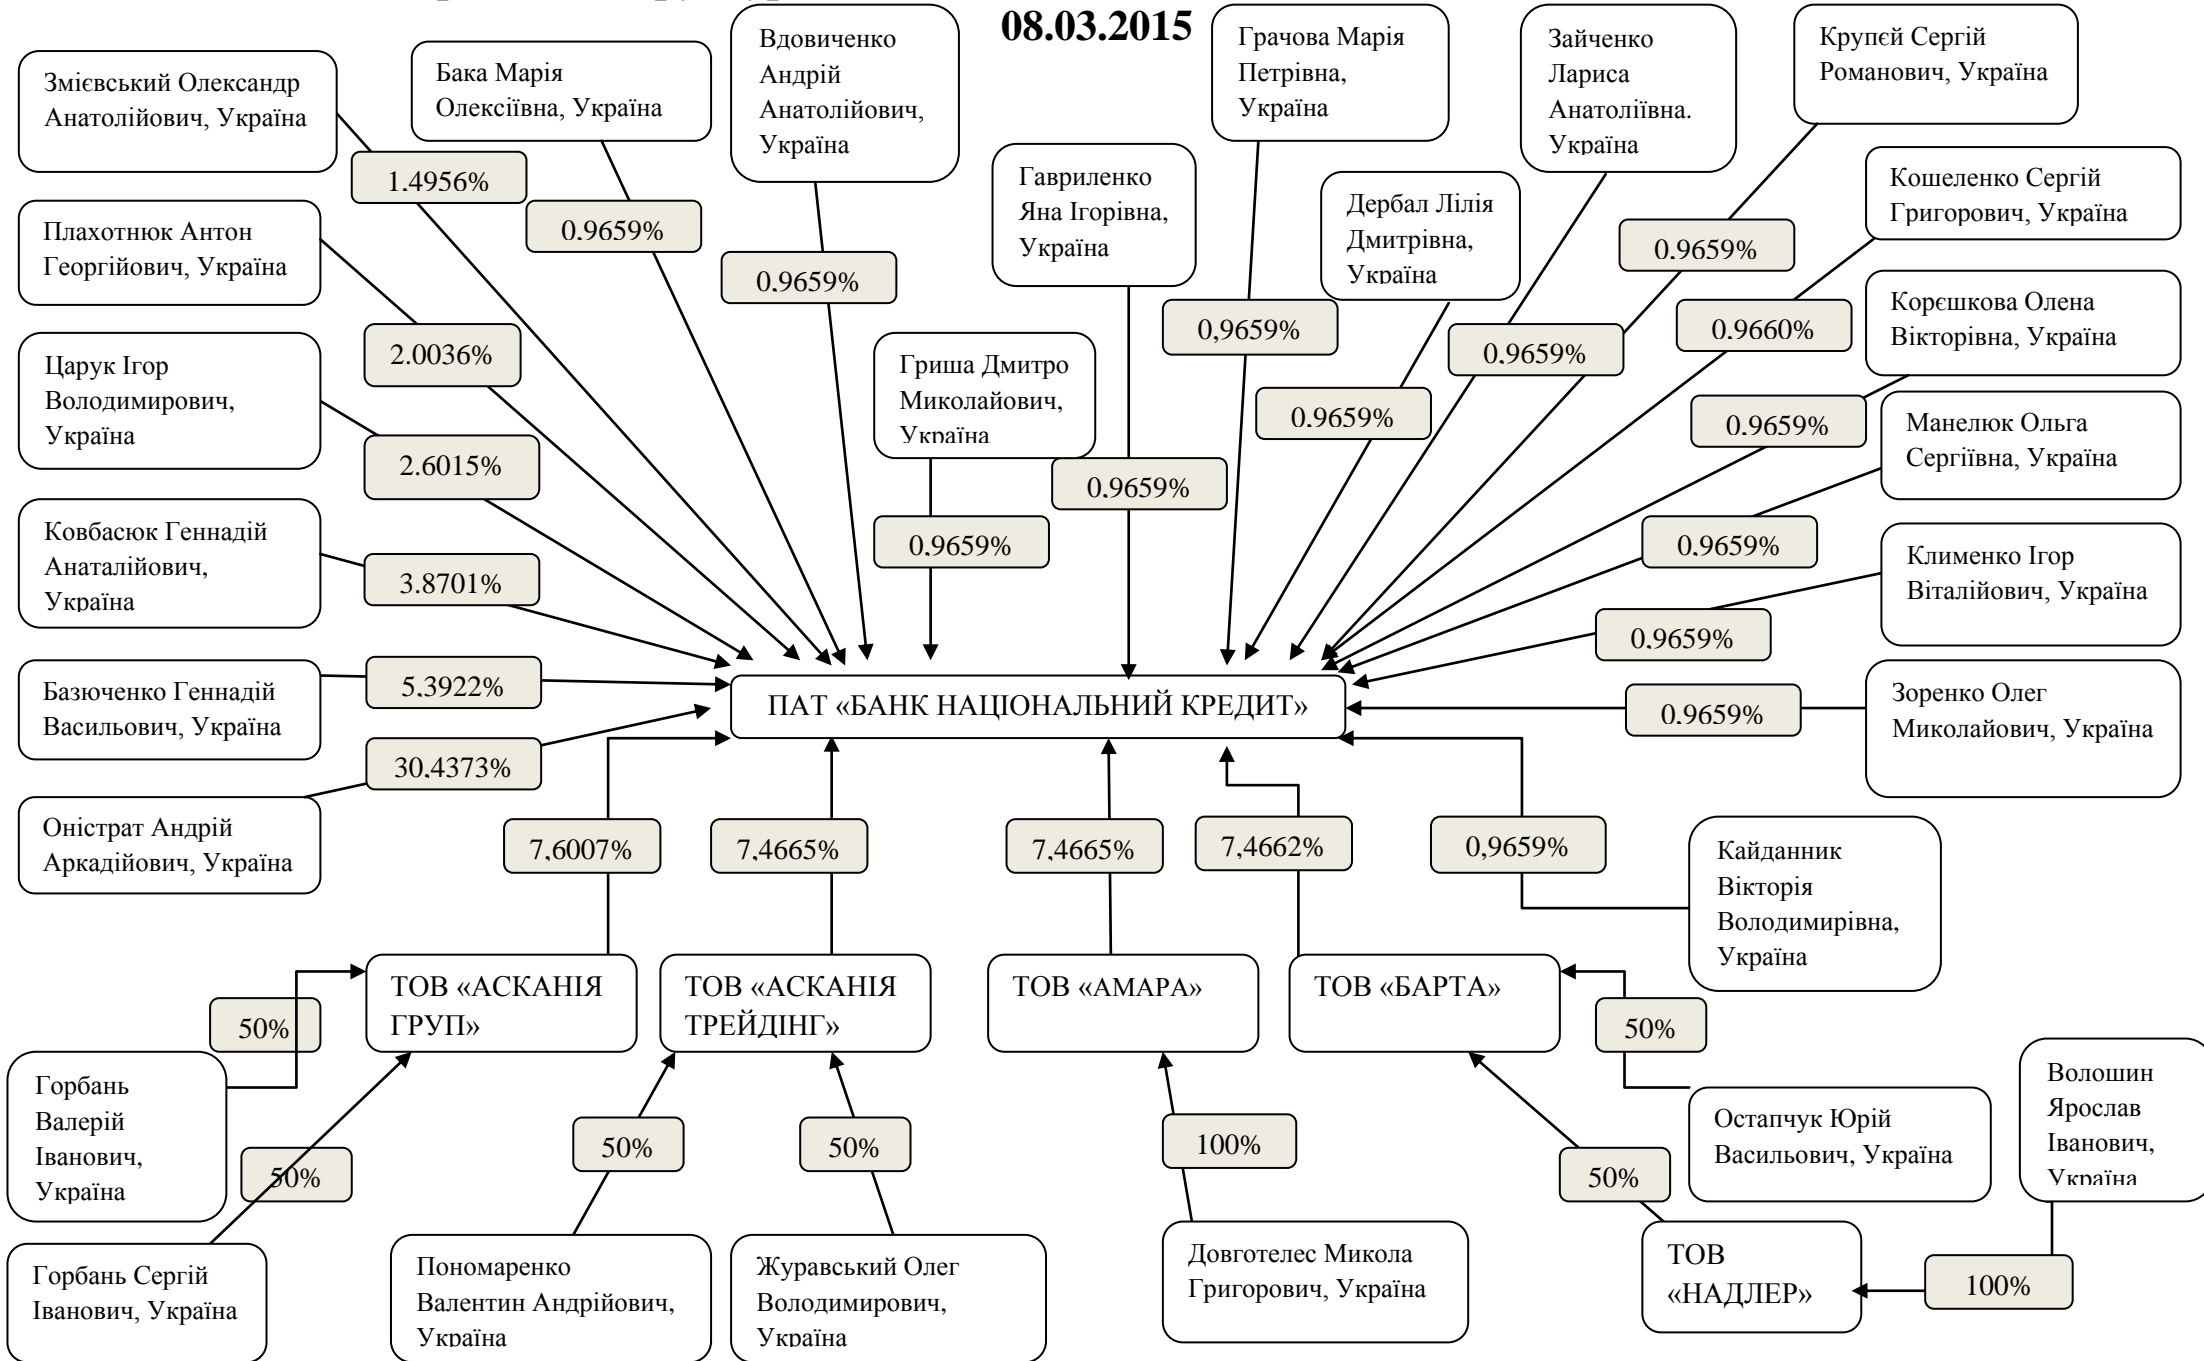 08.03.2015
Змієвський Олександр
Анатолійович, Україна
Бака Марія
Олексіївна, Україна
Вдовиченко
Андрій
Анатолійович,
Україна
Грачова Марія
Петрівна,
Україна
Зайченко
Лариса
Анатоліївна.
Україна
Крупєй Сергій
Романович, Україна
Гавриленко
Яна Ігорівна,
Україна
Дербал Лілія
Дмитрівна,
Україна
Кошеленко Сергій
Григорович, Україна
1,4956%
0,9659%
0,9659%
0,9659%
Плахотнюк Антон
Георгійович, Україна
Корєшкова Олена
Вікторівна, Україна
2,0036%
0,9659%
0,9659%
0,9660%
Царук Ігор
Володимирович,
Україна
Гриша Дмитро
Миколайович,
Україна
0,9659%
0,9659%
Манелюк Ольга
Сергіївна, Україна
2,6015%
0,9659%
Ковбасюк Геннадій
Анаталійович,
Україна
0,9659%
0,9659%
Клименко Ігор
Віталійович, Україна
3,8701%
0,9659%
Базюченко Геннадій
Васильович, Україна
5,3922%
ПАТ «БАНК НАЦІОНАЛЬНИЙ КРЕДИТ»
0,9659%
Зоренко Олег
Миколайович, Україна
30,4373%
Оністрат Андрій
Аркадійович, Україна
7,6007%
7,4665%
7,4665%
7,4662%
0,9659%
Кайданник
Вікторія
Володимирівна,
Україна
ТОВ «АСКАНІЯ
ГРУП»
ТОВ «АСКАНІЯ
ТРЕЙДІНГ»
ТОВ «АМАРА»
ТОВ «БАРТА»
50%
50%
Горбань
Валерій
Іванович,
Україна
Остапчук Юрій
Васильович, Україна
Волошин
Ярослав
Іванович,
Україна
50%
50%
50%
100%
50%
Горбань Сергій
Іванович, Україна
Пономаренко
Валентин Андрійович,
Україна
Журавський Олег
Володимирович,
Україна
Довготелес Микола
Григорович, Україна
ТОВ
«НАДЛЕР»
100%